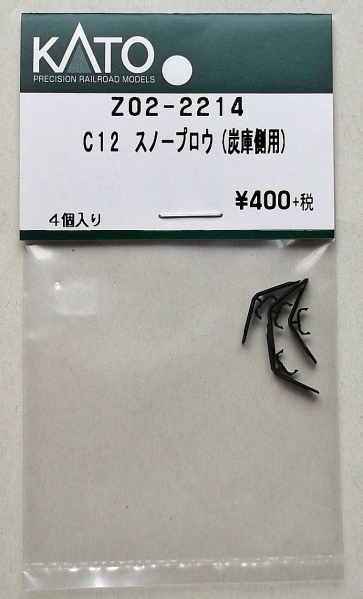 KATO
PRECISION RAILROAD MODELS
Z02-2214
C12 スノープロウ (炭庫側用)
¥400+税
4個入り